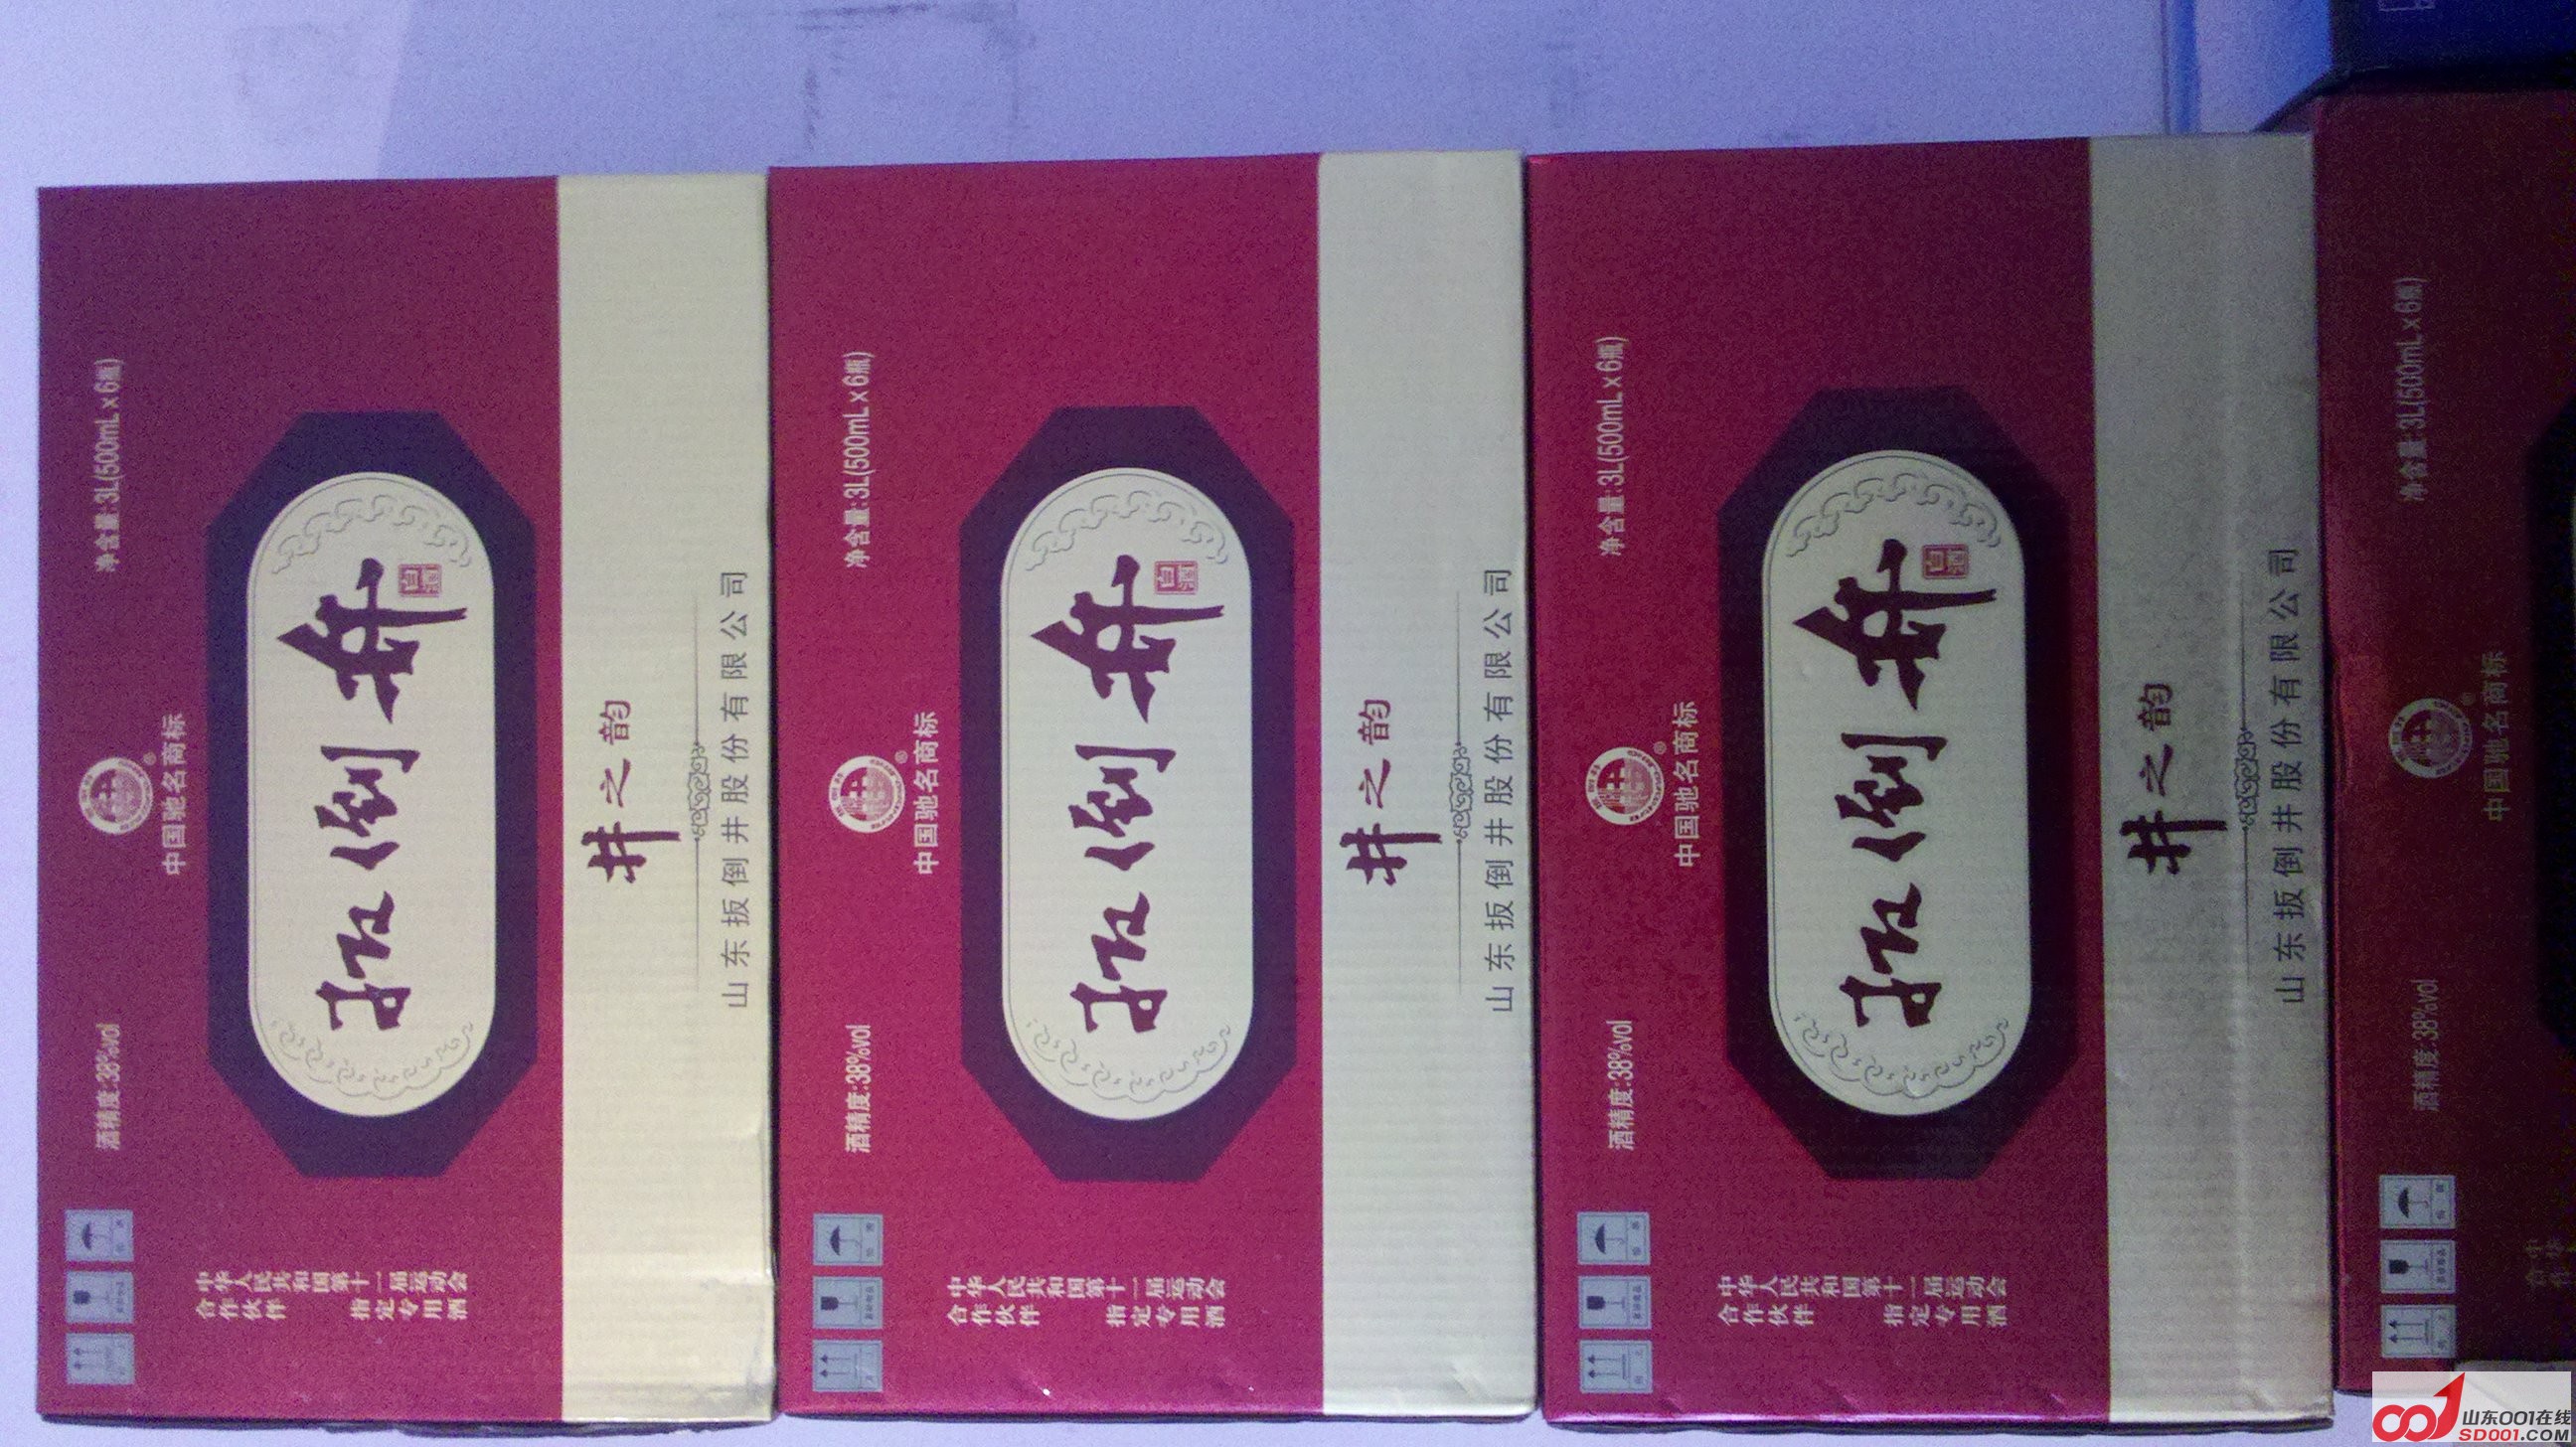 净含量:3L(500mL×6瓶)
中国驰名商标
酒精度:38%vol
扳倒井
井之韵
山东扳倒井股份有限公司
中华人民共和国第十一届运动会
合作伙伴 指定专用酒
净含量:3L(500mL×6瓶)
中国驰名商标
酒精度:38%vol
扳倒井
井之韵
山东扳倒井股份有限公司
中华人民共和国第十一届运动会
合作伙伴 指定专用酒
净含量:3L(500mL×6瓶)
中国驰名商标
酒精度:38%vol
扳倒井
井之韵
山东扳倒井股份有限公司
中华人民共和国第十一届运动会
合作伙伴 指定专用酒
净含量:3L(500mL×6瓶)
中国驰名商标
酒精度:38%vol
山东001在线
SD001.COM